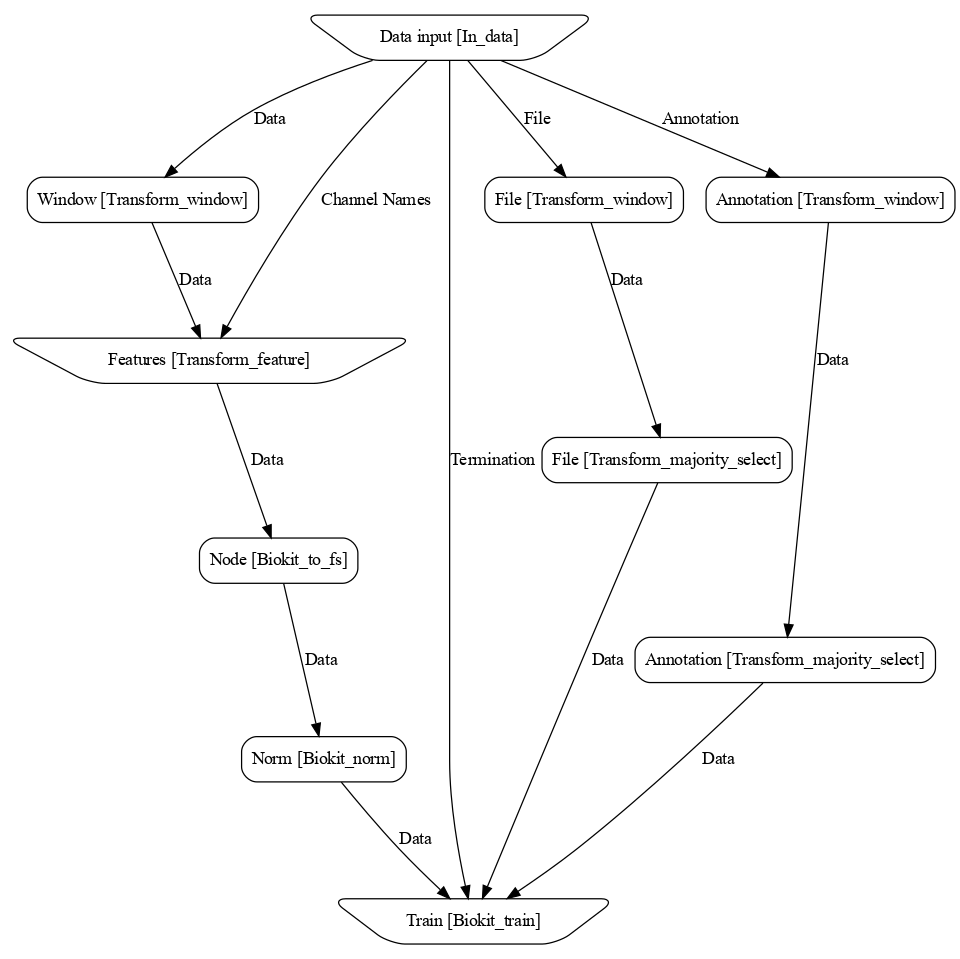 Data input [In_data]
Data
File
Annotation
Window [Transform_window]
Channel Names
File [Transform_window]
Annotation [Transform_window]
Data
Data
Features [Transform_feature]
Data
Data
Termination
File [Transform_majority_select]
Node [Biokit_to_fs]
Data
Data
Annotation [Transform_majority_select]
Norm [Biokit_norm]
Data
Data
Train [Biokit_train]